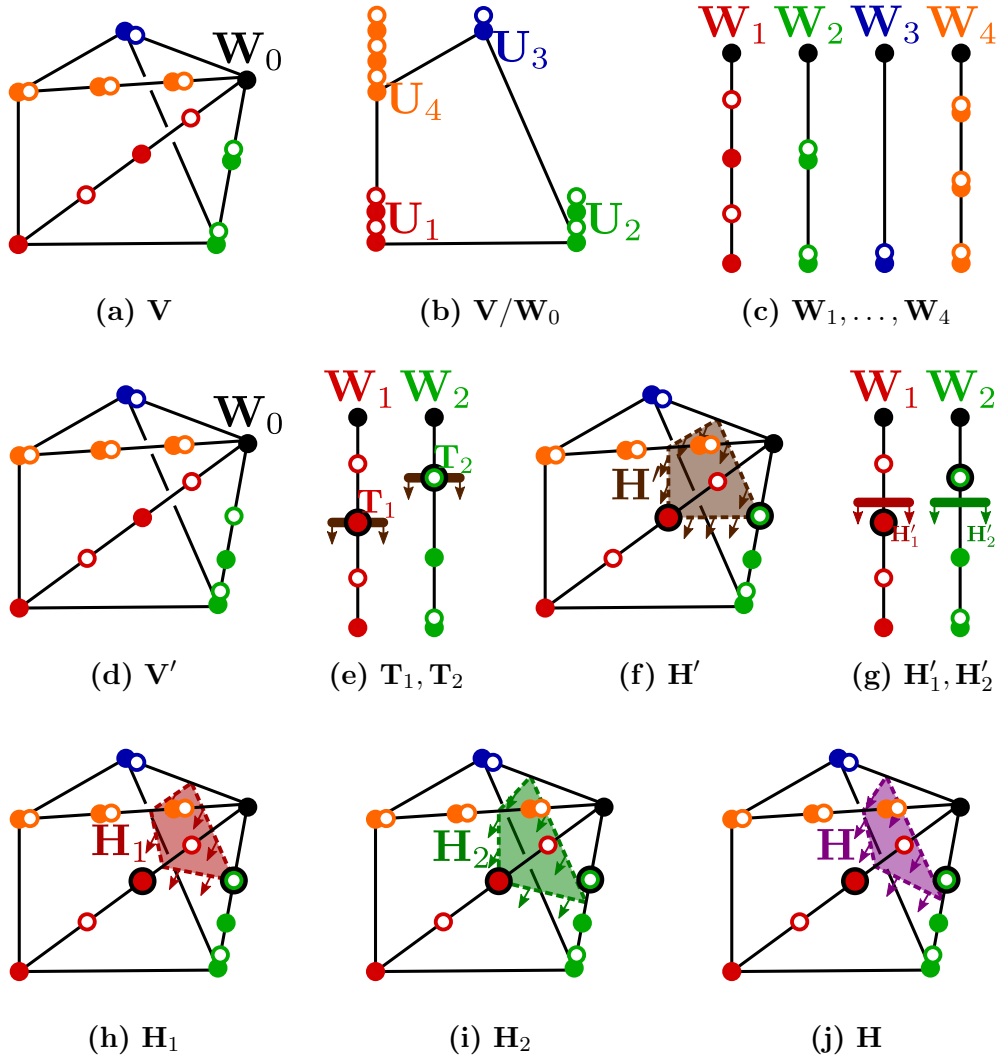 W₀
U₃
U₄
U₁
U₂
W₁ W₂ W₃ W₄
(a) V
(b) V/W₀
(c) W₁, . . . , W₄
W₀
W₁ W₂
T₂
T₁
H′
W₁ W₂
H′₁ H′₂
(d) V′
(e) T₁, T₂
(f) H′
(g) H′₁, H′₂
H₁
H₂
H
(h) H₁
(i) H₂
(j) H